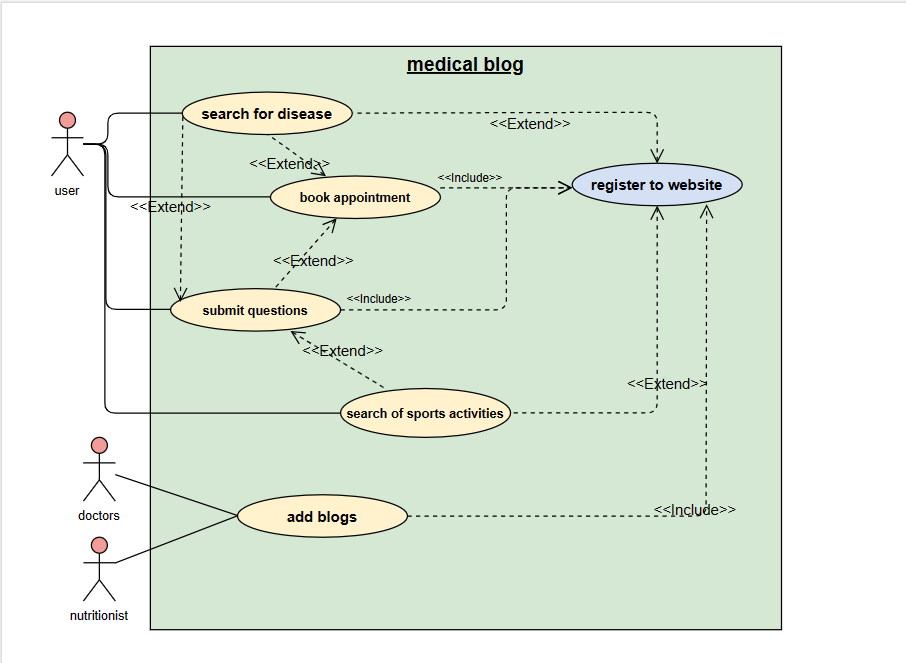 medical blog
search for disease
<<Extend>>
<<Extend>>
<<Include>>
register to website
user
book appointment
<<Extend>>
<<Extend>>
<<Include>>
submit questions
<<Extend>>
<<Extend>>
search of sports activities
doctors
add blogs
<<Include>>
nutritionist